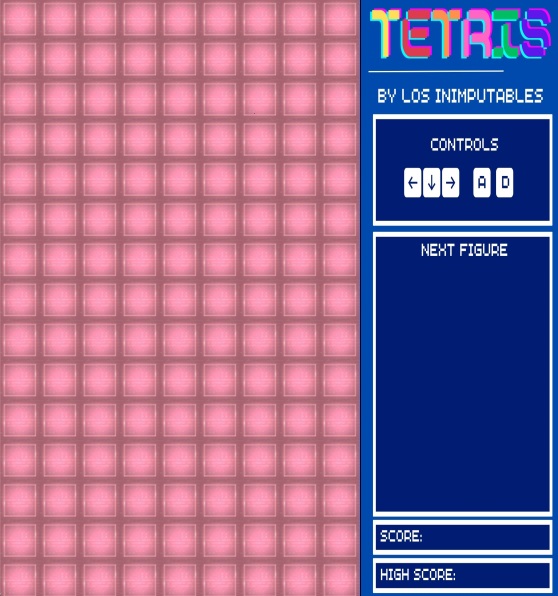 TETRIS
BY LOS INIMPUTABLES
CONTROLS
← ↓ → A D
NEXT FIGURE
SCORE:
HIGH SCORE: